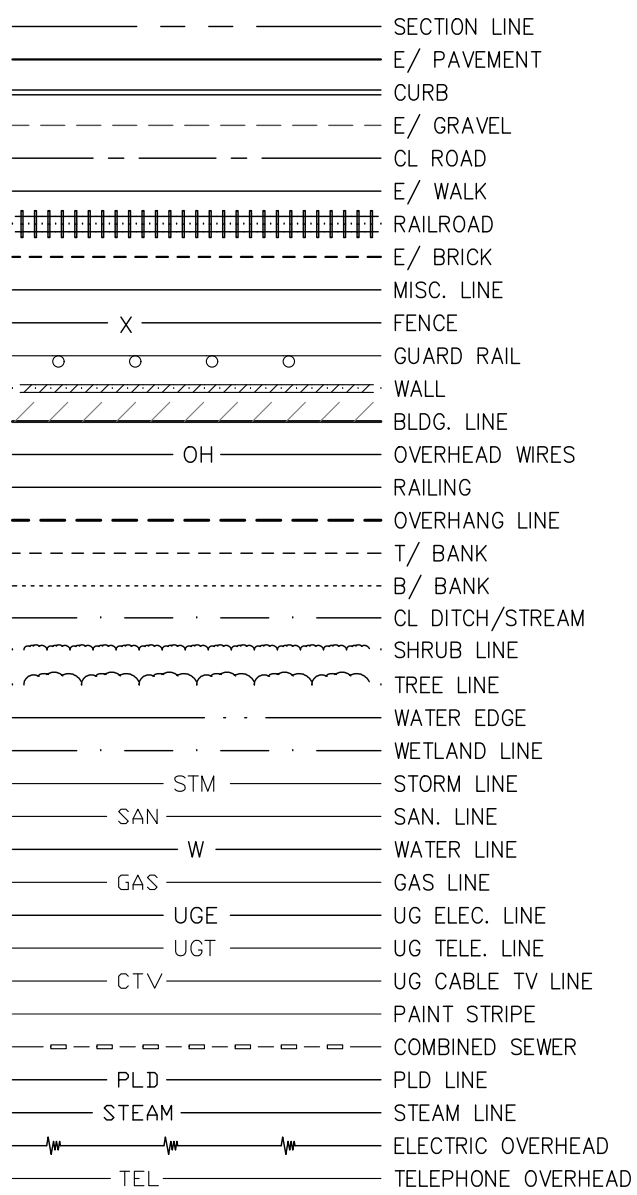 SECTION LINE
E/ PAVEMENT
CURB
E/ GRAVEL
CL ROAD
E/ WALK
RAILROAD
E/ BRICK
MISC. LINE
X FENCE
GUARD RAIL
WALL
BLDG. LINE
OH OVERHEAD WIRES
RAILING
OVERHANG LINE
T/ BANK
B/ BANK
CL DITCH/STREAM
SHRUB LINE
TREE LINE
WATER EDGE
WETLAND LINE
STM STORM LINE
SAN SAN. LINE
W WATER LINE
GAS GAS LINE
UGE UG ELEC. LINE
UGT UG TELE. LINE
CTV UG CABLE TV LINE
PAINT STRIPE
COMBINED SEWER
PLD PLD LINE
STEAM STEAM LINE
ELECTRIC OVERHEAD
TEL TELEPHONE OVERHEAD